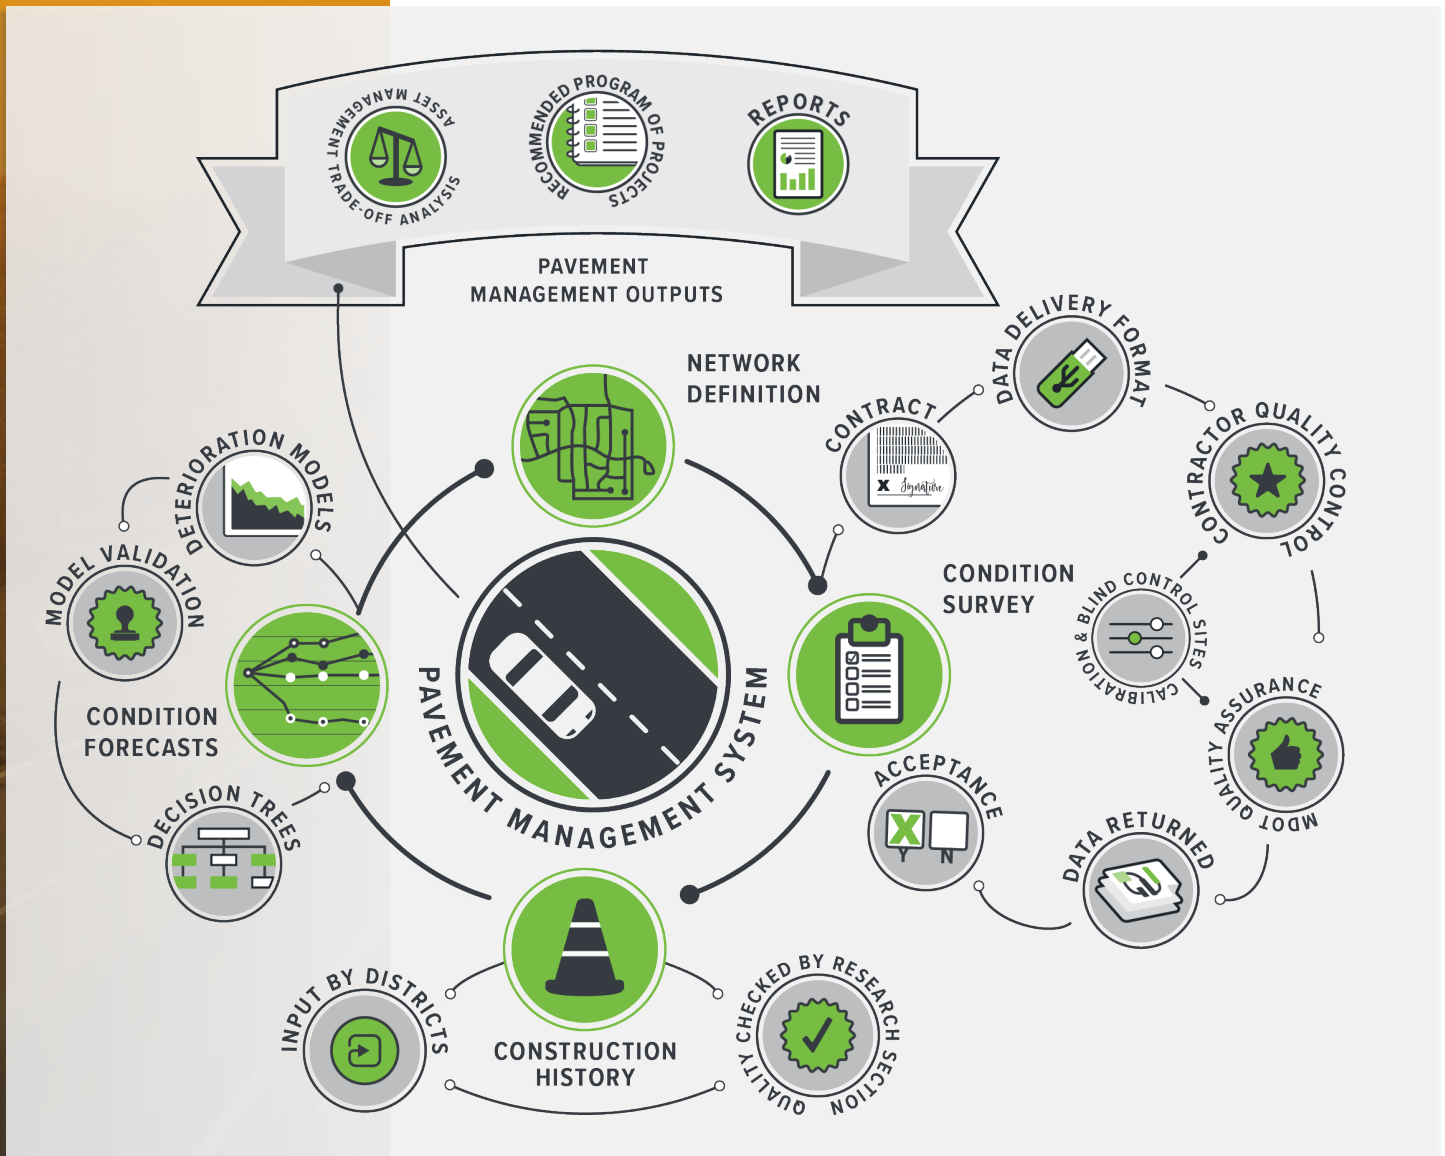 ASSET MANAGEMENT TRADE-OFF ANALYSIS
RECOMMENDED PROGRAM OF PROJECTS
REPORTS
PAVEMENT
MANAGEMENT OUTPUTS
NETWORK
DEFINITION
DATA DELIVERY FORMAT
CONTRACT
X Signature
CONTRACTOR QUALITY CONTROL
DETERIORATION MODELS
MODEL VALIDATION
CONDITION
SURVEY
CALIBRATION & BLIND CONTROL SITES
PAVEMENT MANAGEMENT SYSTEM
CONDITION
FORECASTS
MDOT QUALITY ASSURANCE
ACCEPTANCE
X
Y N
DECISION TREES
DATA RETURNED
INPUT BY DISTRICTS
CONSTRUCTION
HISTORY
QUALITY CHECKED BY RESEARCH SECTION